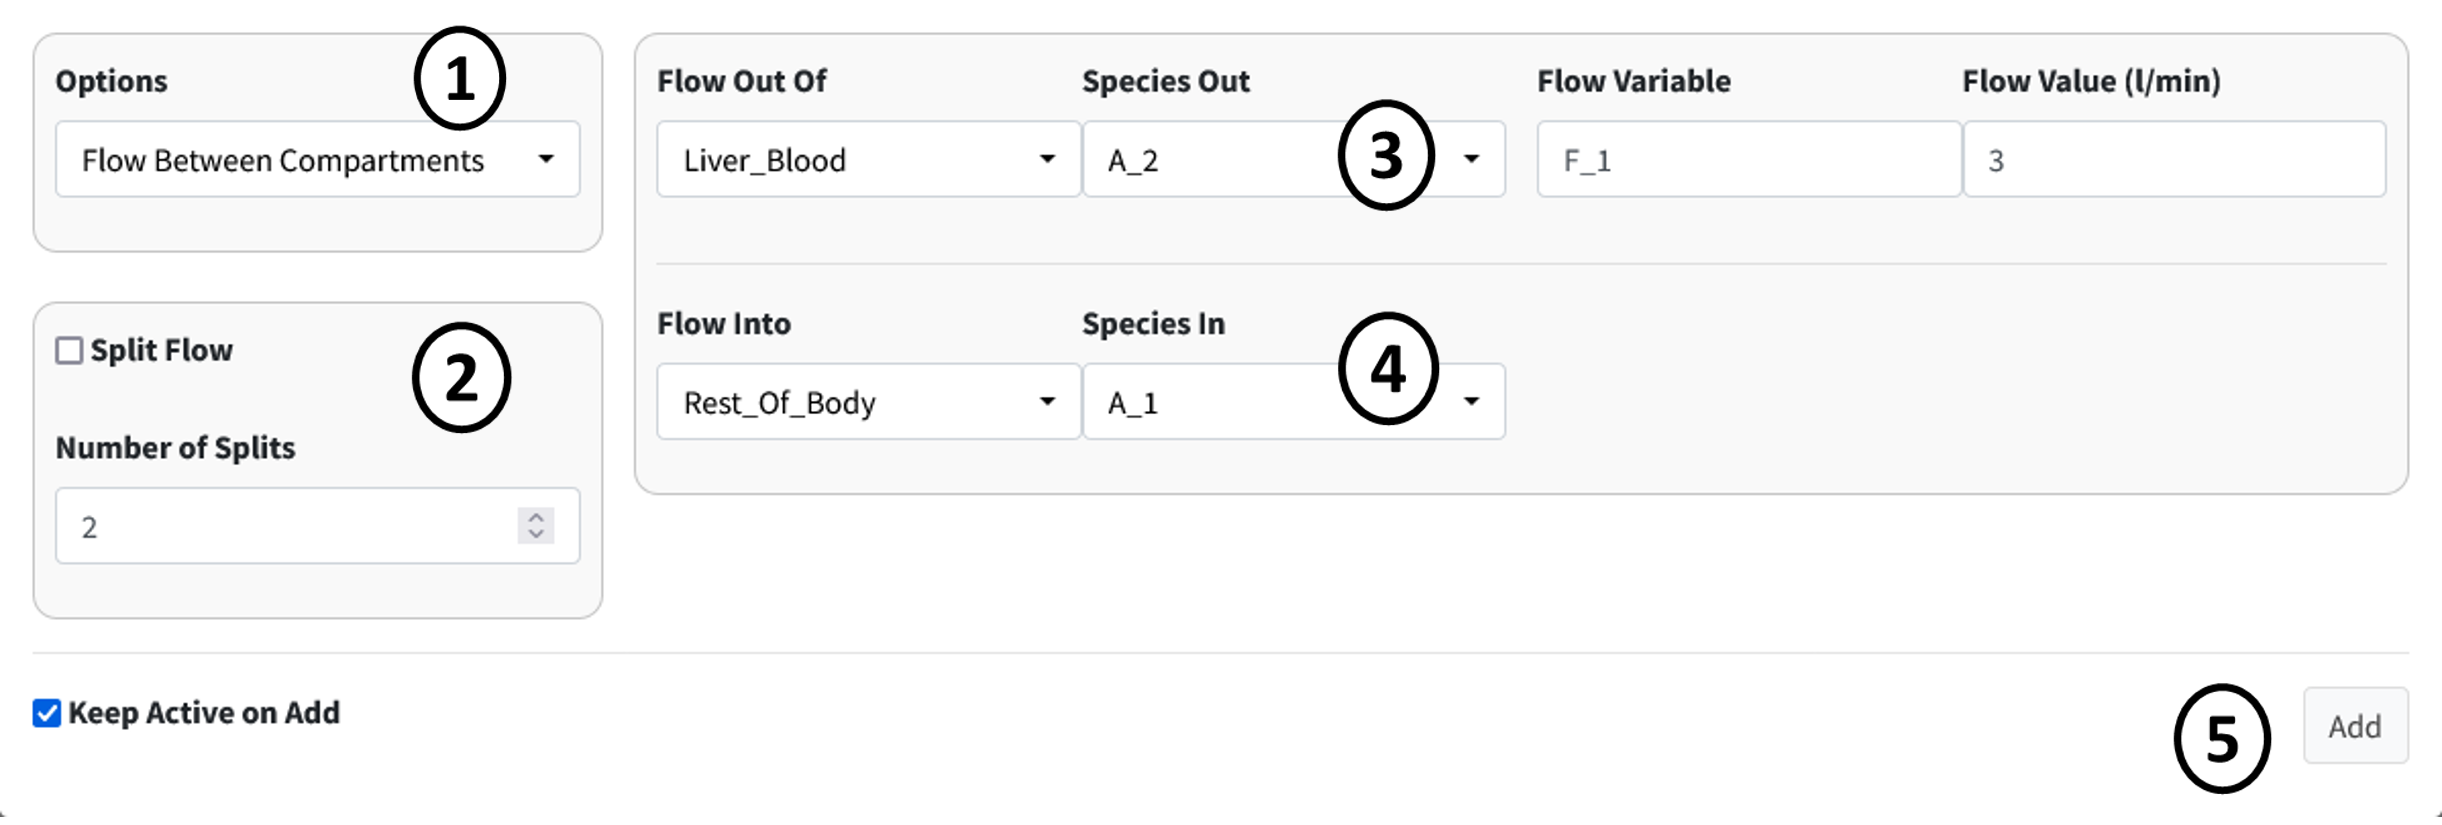 Options
1
Flow Between Compartments
Split Flow
2
Number of Splits
2
Flow Out Of
Species Out
Flow Variable
Flow Value (l/min)
Liver_Blood
A_2
3
F_1
3
Flow Into
Species In
Rest_Of_Body
A_1
4
Keep Active on Add
5
Add